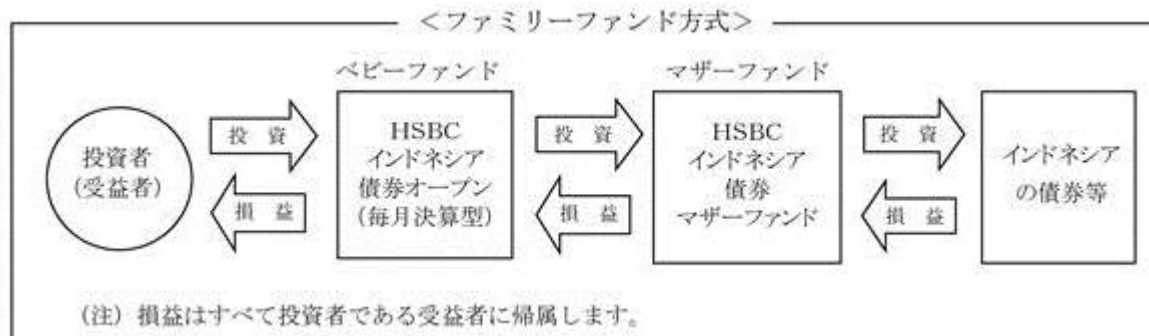 <ファミリーファンド方式>
ベビーファンド
マザーファンド
投資者
(受益者)
投 資
損 益
HSBC
インドネシア
債券オープン
(毎月決算型)
投 資
損 益
HSBC
インドネシア
債券
マザーファンド
投 資
損 益
インドネシア
の債券等
(注) 損益はすべて投資者である受益者に帰属します。